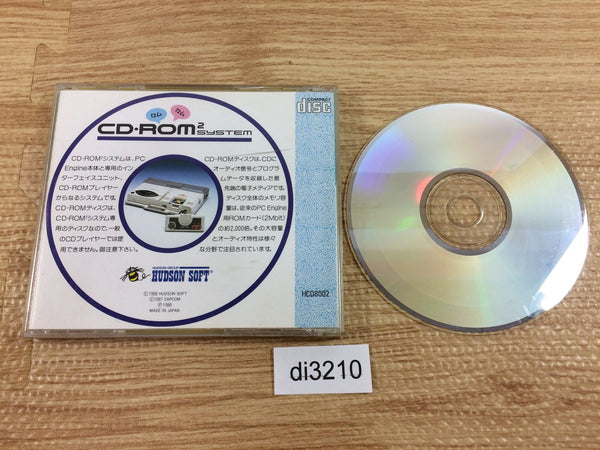 ロム
ロム
CD-ROM2
SYSTEM
CD-ROM2システムは、PC
Engine本体と専用のイン
ターフェイスユニット、
CD-ROMプレイヤー
からなるシステムです。
CD-ROMディスクは、
CD-ROM2システム専
用のディスクなので、一般
のCDプレーヤーでは使
用できません。御注意下さい。
CD-ROMディスクは、CDに
オーディオ信号とプログラ
ムデータを収録した最
先端の電子メディアです。
ディスク全体のメモリ容
量は、従来のPC Engine
用ROMカード(2Mbit)
の約2,000倍。その大容量
とオーディオ特性は様々
な分野で注目されています。
HUDSON GROUP
HUDSON SOFT
©1988 HUDSON SOFT
©1987 CAPCOM
℗1988
MADE IN JAPAN
COMPACT
disc
HCD8002
di3210